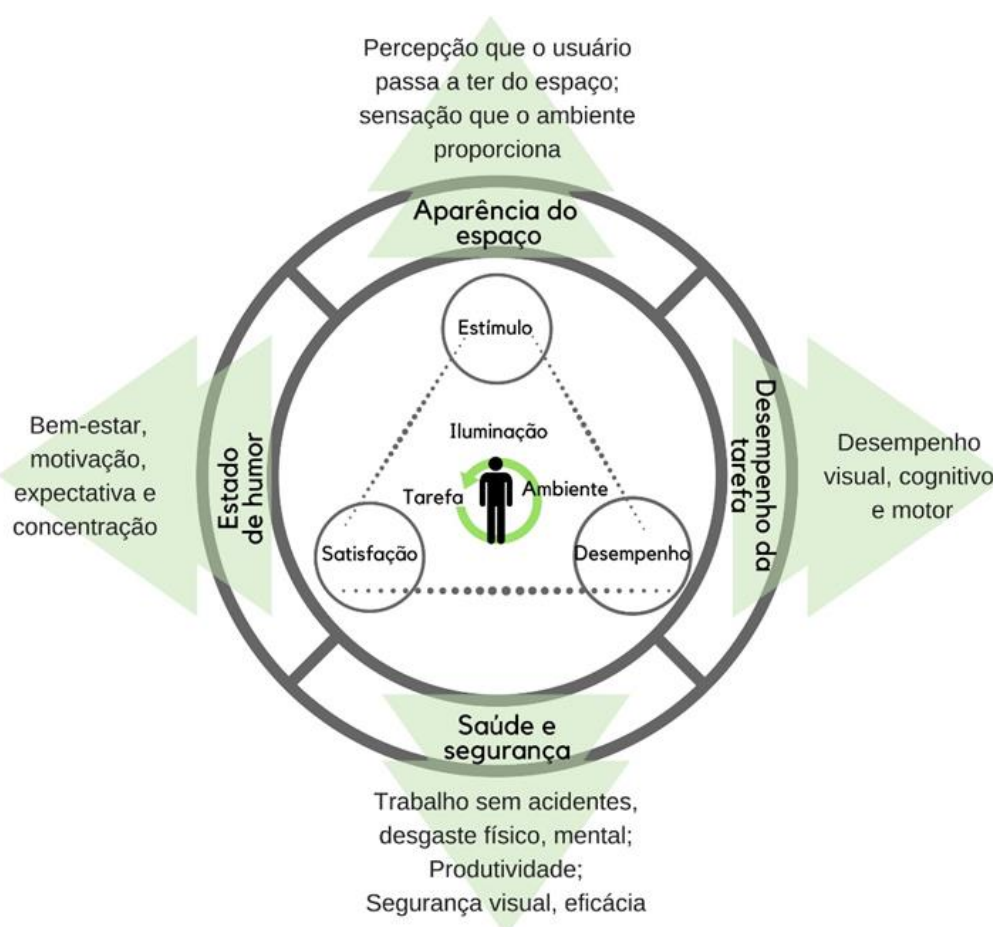 Percepção que o usuário
passa a ter do espaço;
sensação que o ambiente
proporciona
Aparência do
espaço
Estímulo
Iluminação
Tarefa
Ambiente
Satisfação
Desempenho
Bem-estar,
motivação,
expectativa e
concentração
Estado
de humor
Desempenho da
tarefa
Desempenho
visual, cognitivo
e motor
Saúde e
segurança
Trabalho sem acidentes,
desgaste físico, mental;
Produtividade;
Segurança visual, eficácia